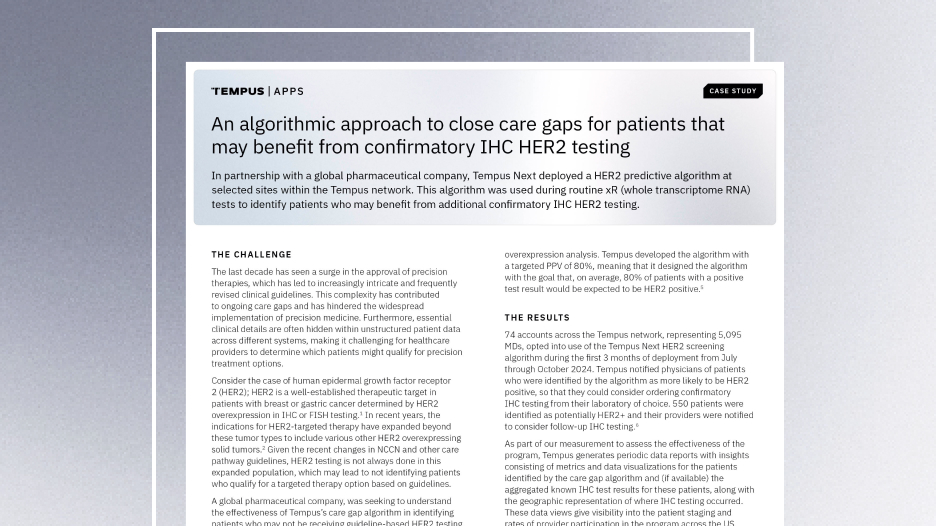 TEMPUS | APPS
CASE STUDY
An algorithmic approach to close care gaps for patients that
may benefit from confirmatory IHC HER2 testing
In partnership with a global pharmaceutical company, Tempus Next deployed a HER2 predictive algorithm at
selected sites within the Tempus network. This algorithm was used during routine xR (whole transcriptome RNA)
tests to identify patients who may benefit from additional confirmatory IHC HER2 testing.
THE CHALLENGE
The last decade has seen a surge in the approval of precision
therapies, which has led to increasingly intricate and frequently
revised clinical guidelines. This complexity has contributed
to ongoing care gaps and has hindered the widespread
implementation of precision medicine. Furthermore, essential
clinical details are often hidden within unstructured patient data
across different systems, making it challenging for healthcare
providers to determine which patients might qualify for precision
treatment options.
Consider the case of human epidermal growth factor receptor
2 (HER2); HER2 is a well-established therapeutic target in
patients with breast or gastric cancer determined by HER2
overexpression in IHC or FISH testing.¹ In recent years, the
indications for HER2-targeted therapy have expanded beyond
these tumor types to include various other HER2 overexpressing
solid tumors.² Given the recent changes in NCCN and other care
pathway guidelines, HER2 testing is not always done in this
expanded population, which may lead to not identifying patients
who qualify for a targeted therapy option based on guidelines.
A global pharmaceutical company, was seeking to understand
the effectiveness of Tempus's care gap algorithm in identifying
patients who may not be receiving guideline-based HER2 testing
overexpression analysis. Tempus developed the algorithm with
a targeted PPV of 80%, meaning that it designed the algorithm
with the goal that, on average, 80% of patients with a positive
test result would be expected to be HER2 positive.⁵
THE RESULTS
74 accounts across the Tempus network, representing 5,095
MDs, opted into use of the Tempus Next HER2 screening
algorithm during the first 3 months of deployment from July
through October 2024. Tempus notified physicians of patients
who were identified by the algorithm as more likely to be HER2
positive, so that they could consider ordering confirmatory
IHC testing from their laboratory of choice. 550 patients were
identified as potentially HER2+ and their providers were notified
to consider follow-up IHC testing.⁶
As part of our measurement to assess the effectiveness of the
program, Tempus generates periodic data reports with insights
consisting of metrics and data visualizations for the patients
identified by the care gap algorithm and (if available) the
aggregated known IHC test results for these patients, along with
the geographic representation of where IHC testing occurred.
These data views give visibility into the patient staging and
rates of provider participation in the program across the US.